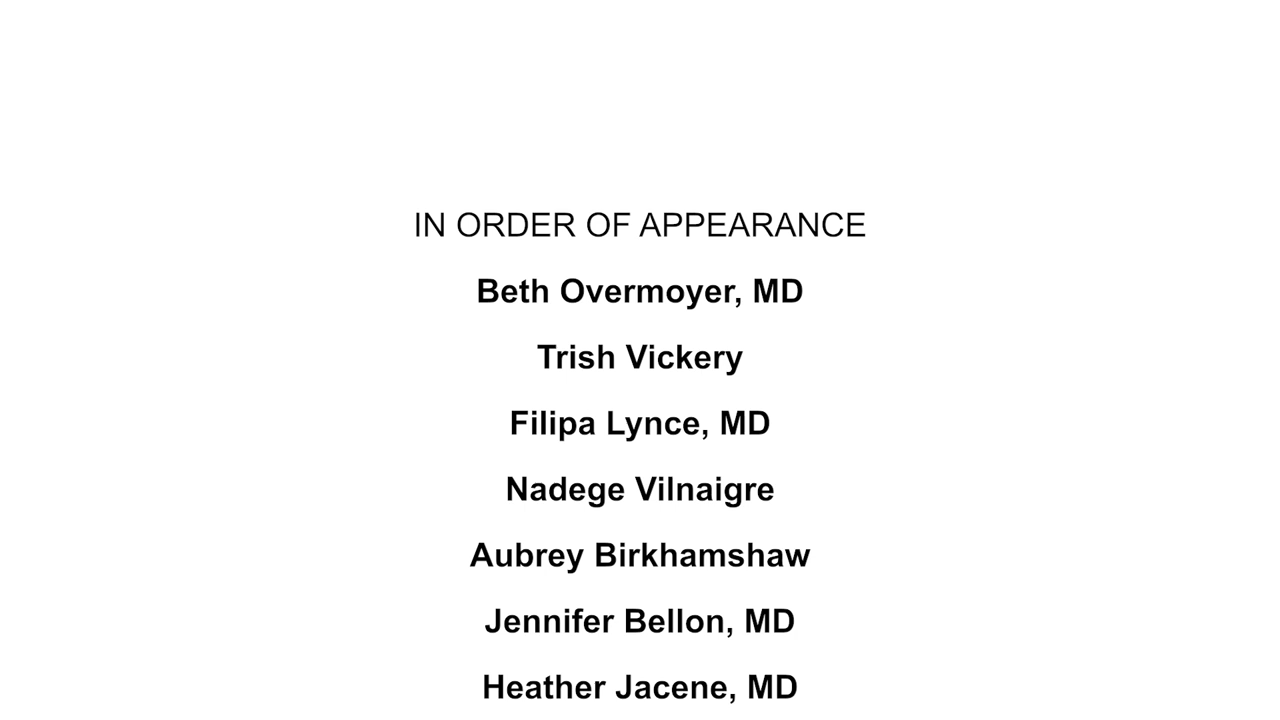 IN ORDER OF APPEARANCE
Beth Overmoyer, MD
Trish Vickery
Filipa Lynce, MD
Nadege Vilnaigre
Aubrey Birkhamshaw
Jennifer Bellon, MD
Heather Jacene, MD